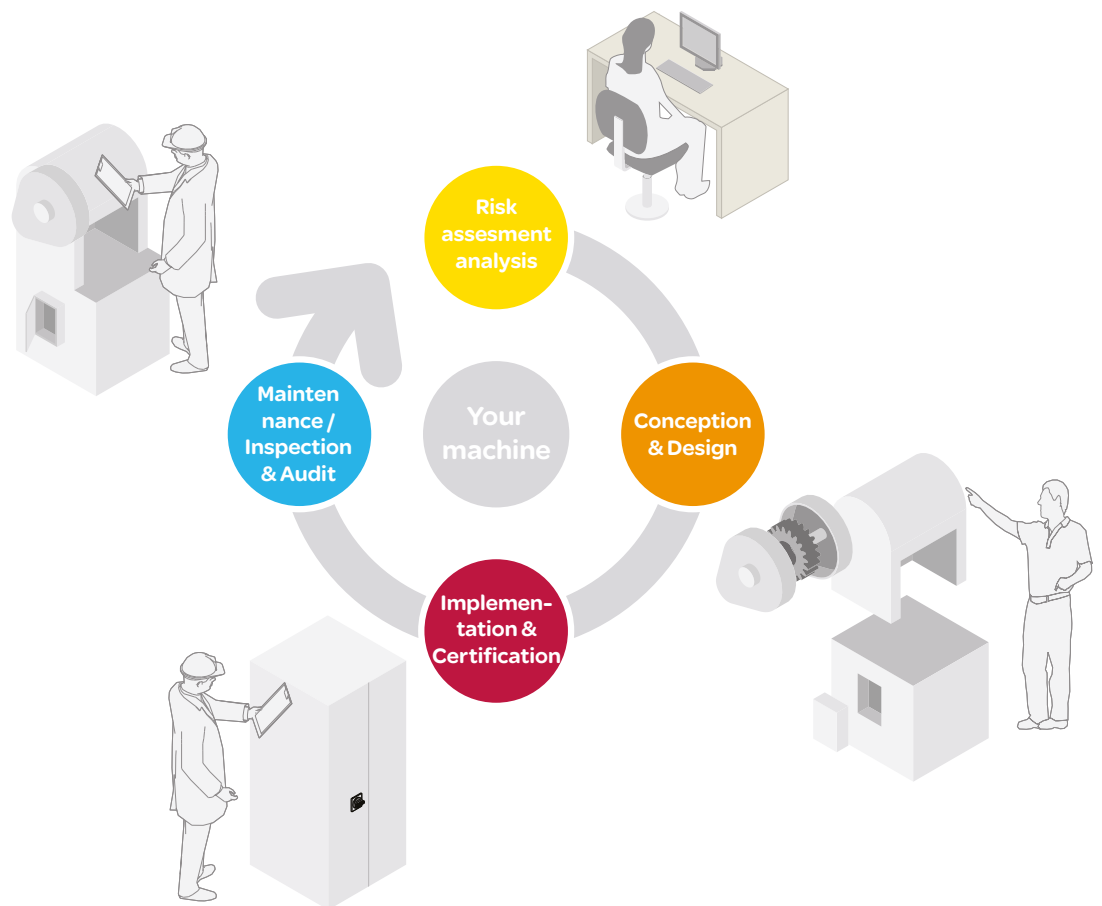 Risk
assesment
analysis
Conception
& Design
Implemen-
tation &
Certification
Mainten
nance /
Inspection
& Audit
Your
machine